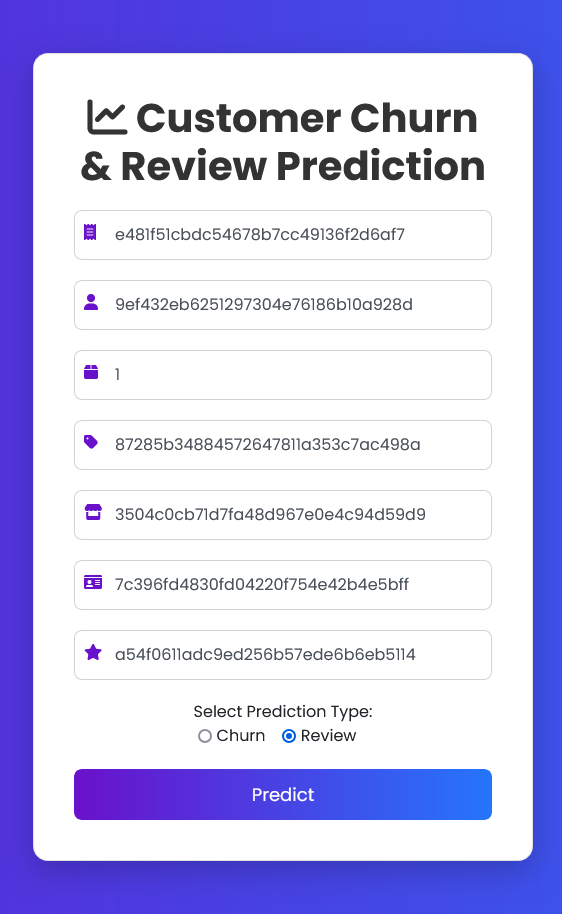 Customer Churn
& Review Prediction
e481f51cbdc54678b7cc49136f2d6af7
9ef432eb6251297304e76186b10a928d
1
87285b34884572647811a353c7ac498a
3504c0cb71d7fa48d967e0e4c94d59d9
7c396fd4830fd04220f754e42b4e5bff
a54f0611adc9ed256b57ede6b6eb5114
Select Prediction Type:
Churn Review
Predict